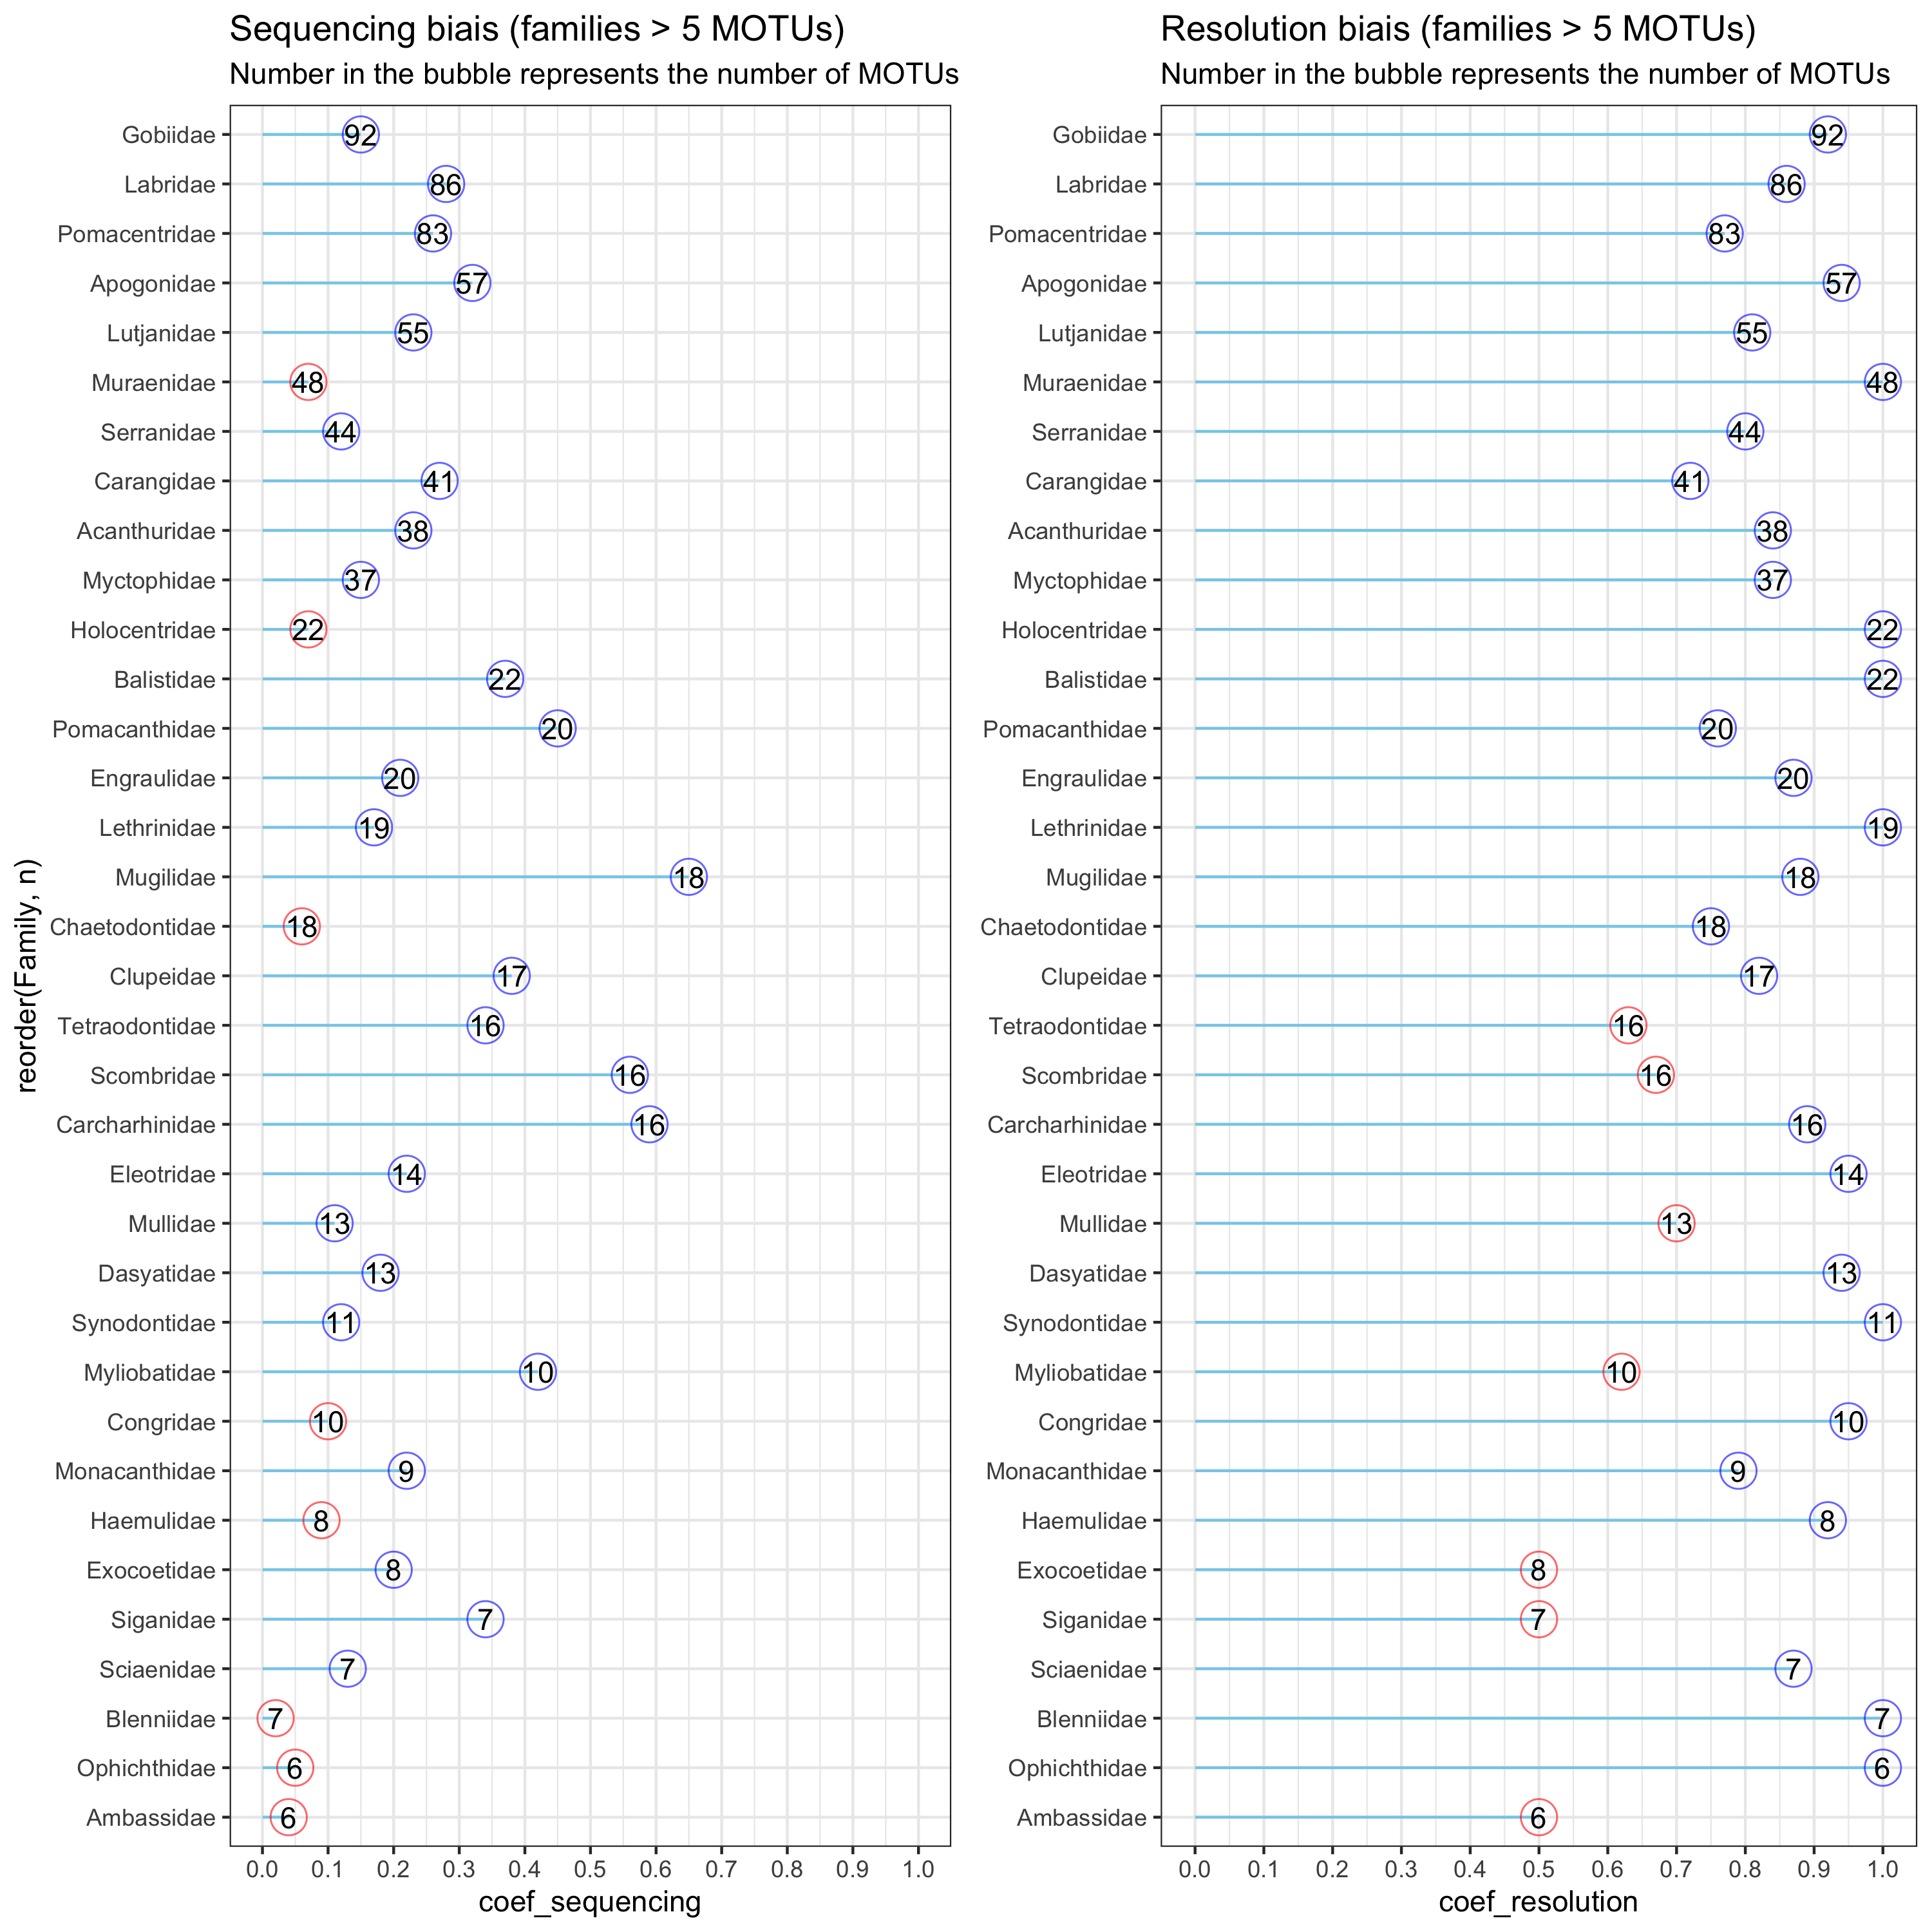 Sequencing biais (families > 5 MOTUs)
Number in the bubble represents the number of MOTUs
reorder(Family, n)
Gobiidae 92
Labridae 86
Pomacentridae 83
Apogonidae 57
Lutjanidae 55
Muraenidae 48
Serranidae 44
Carangidae 41
Acanthuridae 38
Myctophidae 37
Holocentridae 22
Balistidae 22
Pomacanthidae 20
Engraulidae 20
Lethrinidae 19
Mugilidae 18
Chaetodontidae 18
Clupeidae 17
Tetraodontidae 16
Scombridae 16
Carcharhinidae 16
Eleotridae 14
Mullidae 13
Dasyatidae 13
Synodontidae 11
Myliobatidae 10
Congridae 10
Monacanthidae 9
Haemulidae 8
Exocoetidae 8
Siganidae 7
Sciaenidae 7
Blenniidae 7
Ophichthidae 6
Ambassidae 6
0.0 0.1 0.2 0.3 0.4 0.5 0.6 0.7 0.8 0.9 1.0
coef_sequencing
Resolution biais (families > 5 MOTUs)
Number in the bubble represents the number of MOTUs
Gobiidae 92
Labridae 86
Pomacentridae 83
Apogonidae 57
Lutjanidae 55
Muraenidae 48
Serranidae 44
Carangidae 41
Acanthuridae 38
Myctophidae 37
Holocentridae 22
Balistidae 22
Pomacanthidae 20
Engraulidae 20
Lethrinidae 19
Mugilidae 18
Chaetodontidae 18
Clupeidae 17
Tetraodontidae 16
Scombridae 16
Carcharhinidae 16
Eleotridae 14
Mullidae 13
Dasyatidae 13
Synodontidae 11
Myliobatidae 10
Congridae 10
Monacanthidae 9
Haemulidae 8
Exocoetidae 8
Siganidae 7
Sciaenidae 7
Blenniidae 7
Ophichthidae 6
Ambassidae 6
0.0 0.1 0.2 0.3 0.4 0.5 0.6 0.7 0.8 0.9 1.0
coef_resolution